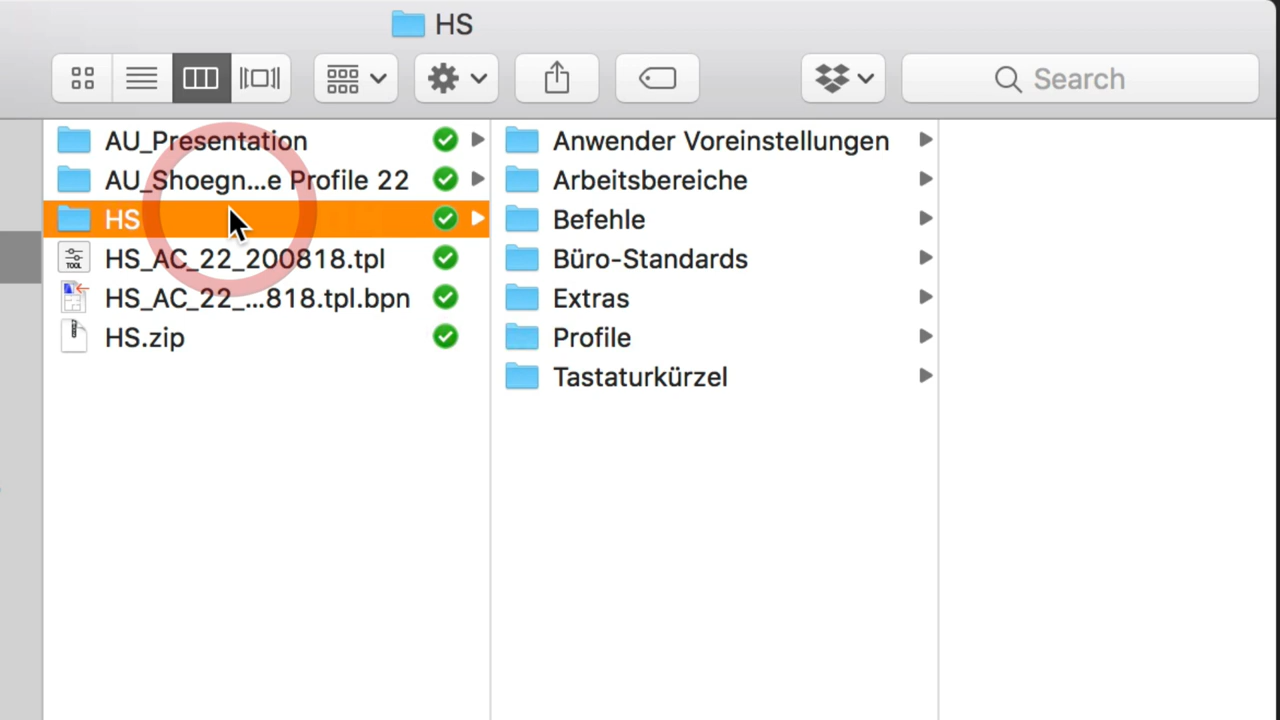 HS
Search
AU_Presentation
AU_Shoegn...e Profile 22
HS
HS_AC_22_200818.tpl
TOOL
HS_AC_22_...818.tpl.bpn
HS.zip
Anwender Voreinstellungen
Arbeitsbereiche
Befehle
Büro-Standards
Extras
Profile
Tastaturkürzel